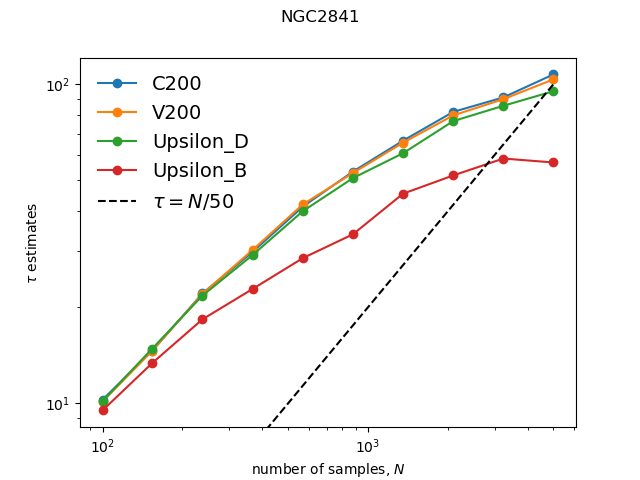 NGC2841
C200
V200
Upsilon_D
Upsilon_B
τ = N/50
10²
10¹
τ estimates
10² 10³
number of samples, N